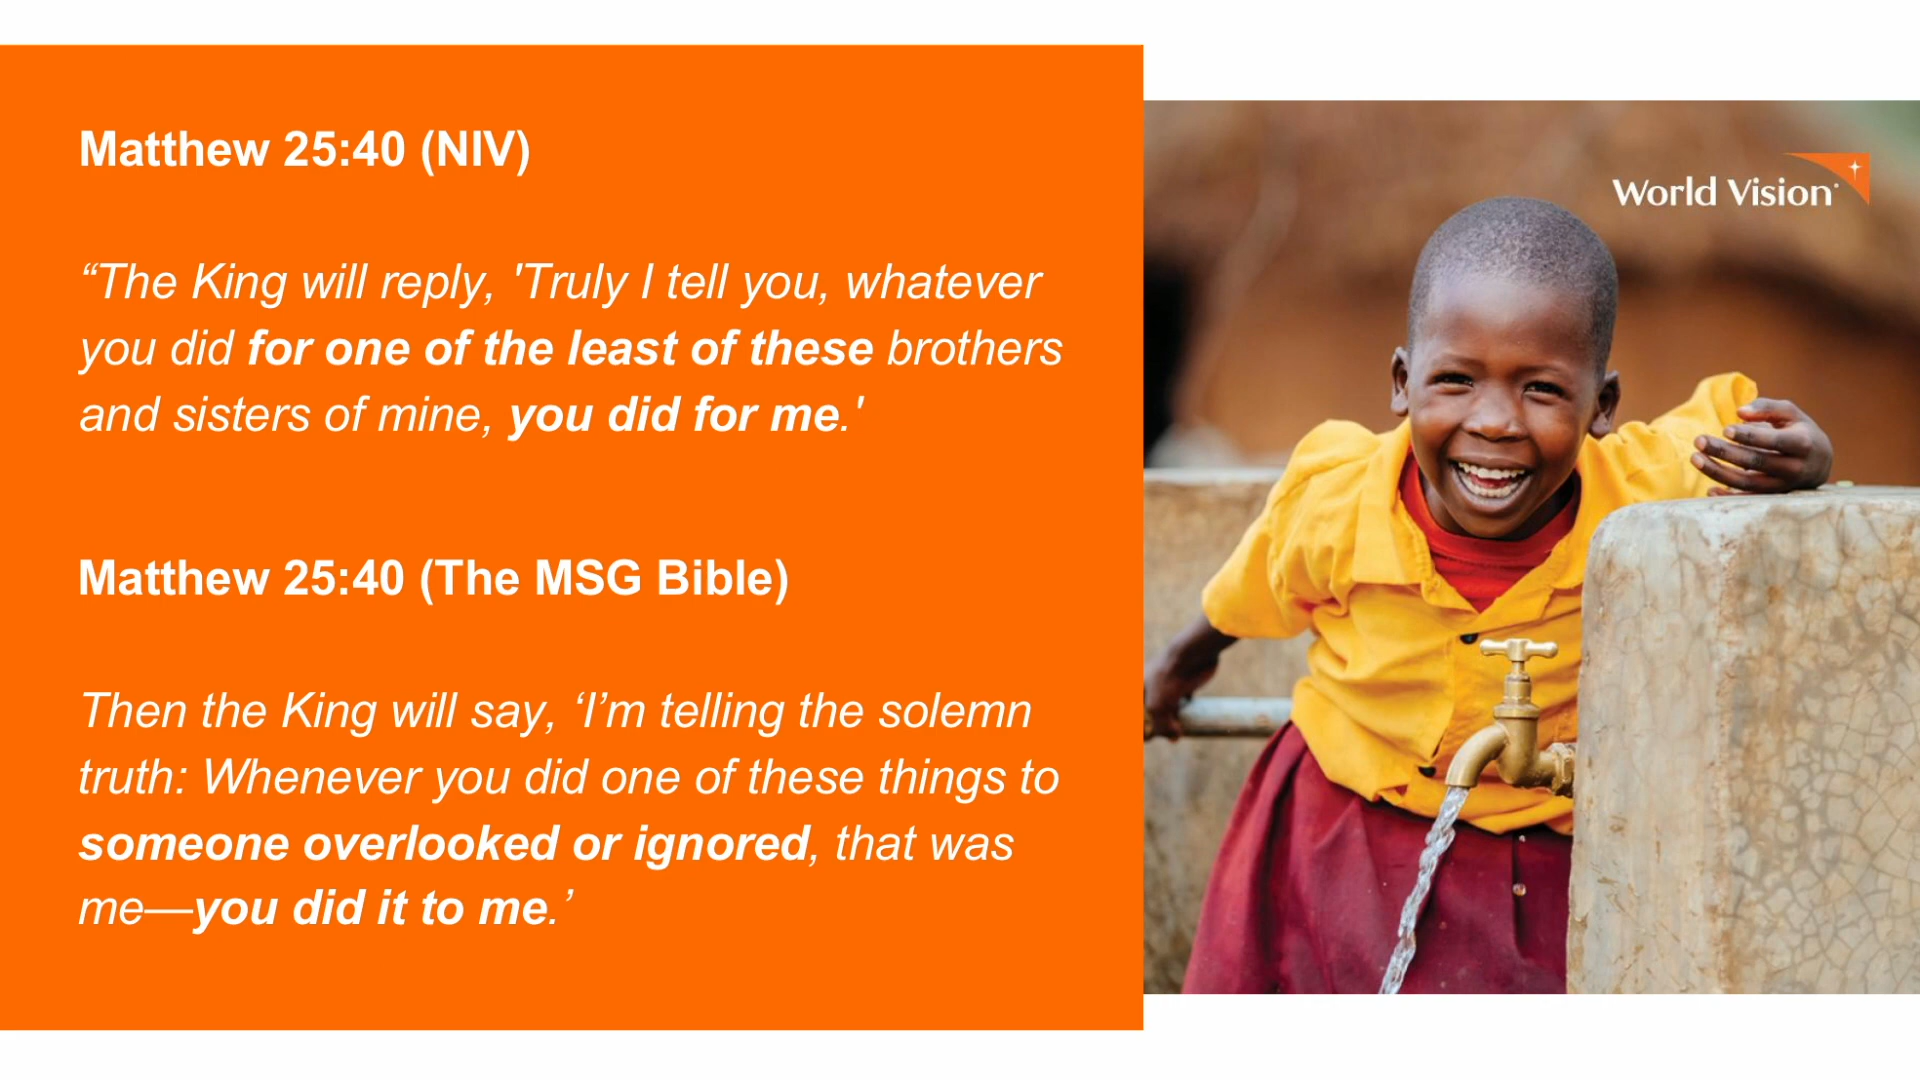 Matthew 25:40 (NIV)
“The King will reply, 'Truly I tell you, whatever
you did for one of the least of these brothers
and sisters of mine, you did for me.'
Matthew 25:40 (The MSG Bible)
Then the King will say, ‘I’m telling the solemn
truth: Whenever you did one of these things to
someone overlooked or ignored, that was
me—you did it to me.’
World Vision